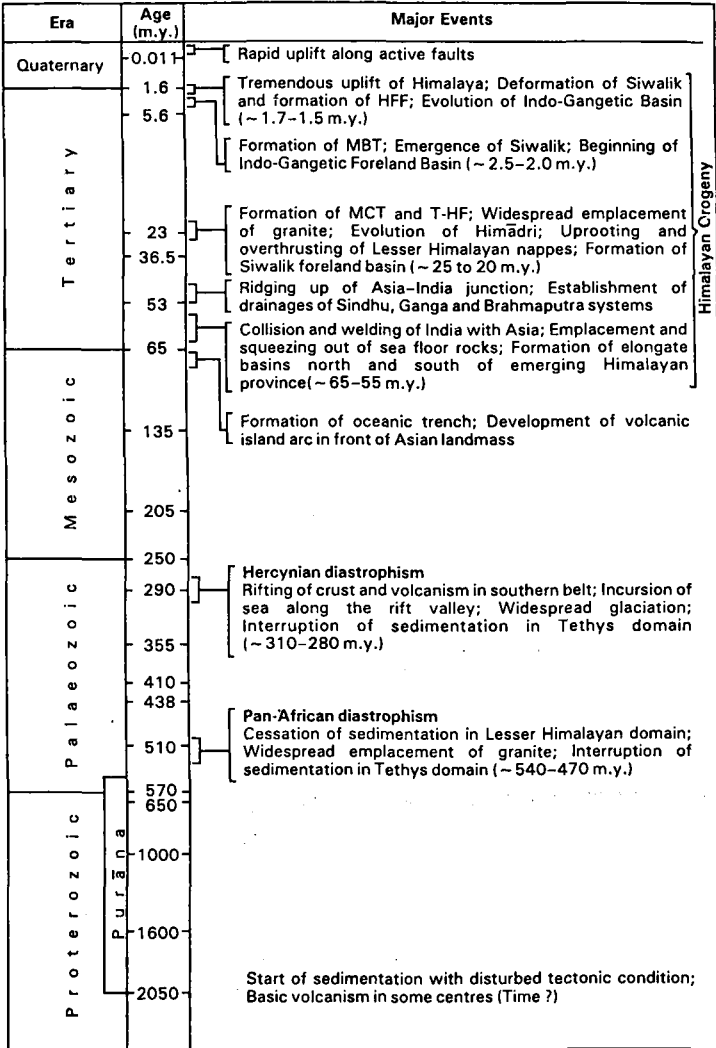 Era
Age
(m.y.)
Major Events
Quaternary
Tertiary
Mesozoic
Palaeozoic
Proterozoic
Purāna
0.011
1.6
5.6
23
36.5
53
65
135
205
250
290
355
410
438
510
570
650
1000
1600
2050
Rapid uplift along active faults
Tremendous uplift of Himalaya; Deformation of Siwalik
and formation of HFF; Evolution of Indo-Gangetic Basin
(~1.7–1.5 m.y.)
Formation of MBT; Emergence of Siwalik; Beginning of
Indo-Gangetic Foreland Basin (~2.5–2.0 m.y.)
Formation of MCT and T-HF; Widespread emplacement
of granite; Evolution of Himādri; Uprooting and
overthrusting of Lesser Himalayan nappes; Formation of
Siwalik foreland basin (~25 to 20 m.y.)
Ridging up of Asia–India junction; Establishment of
drainages of Sindhu, Ganga and Brahmaputra systems
Collision and welding of India with Asia; Emplacement and
squeezing out of sea floor rocks; Formation of elongate
basins north and south of emerging Himalayan
province(~65–55 m.y.)
Himalayan Orogeny
Formation of oceanic trench; Development of volcanic
island arc in front of Asian landmass
Hercynian diastrophism
Rifting of crust and volcanism in southern belt; Incursion of
sea along the rift valley; Widespread glaciation;
Interruption of sedimentation in Tethys domain
(~310–280 m.y.)
Pan-African diastrophism
Cessation of sedimentation in Lesser Himalayan domain;
Widespread emplacement of granite; Interruption of
sedimentation in Tethys domain (~540–470 m.y.)
Start of sedimentation with disturbed tectonic condition;
Basic volcanism in some centres (Time ?)